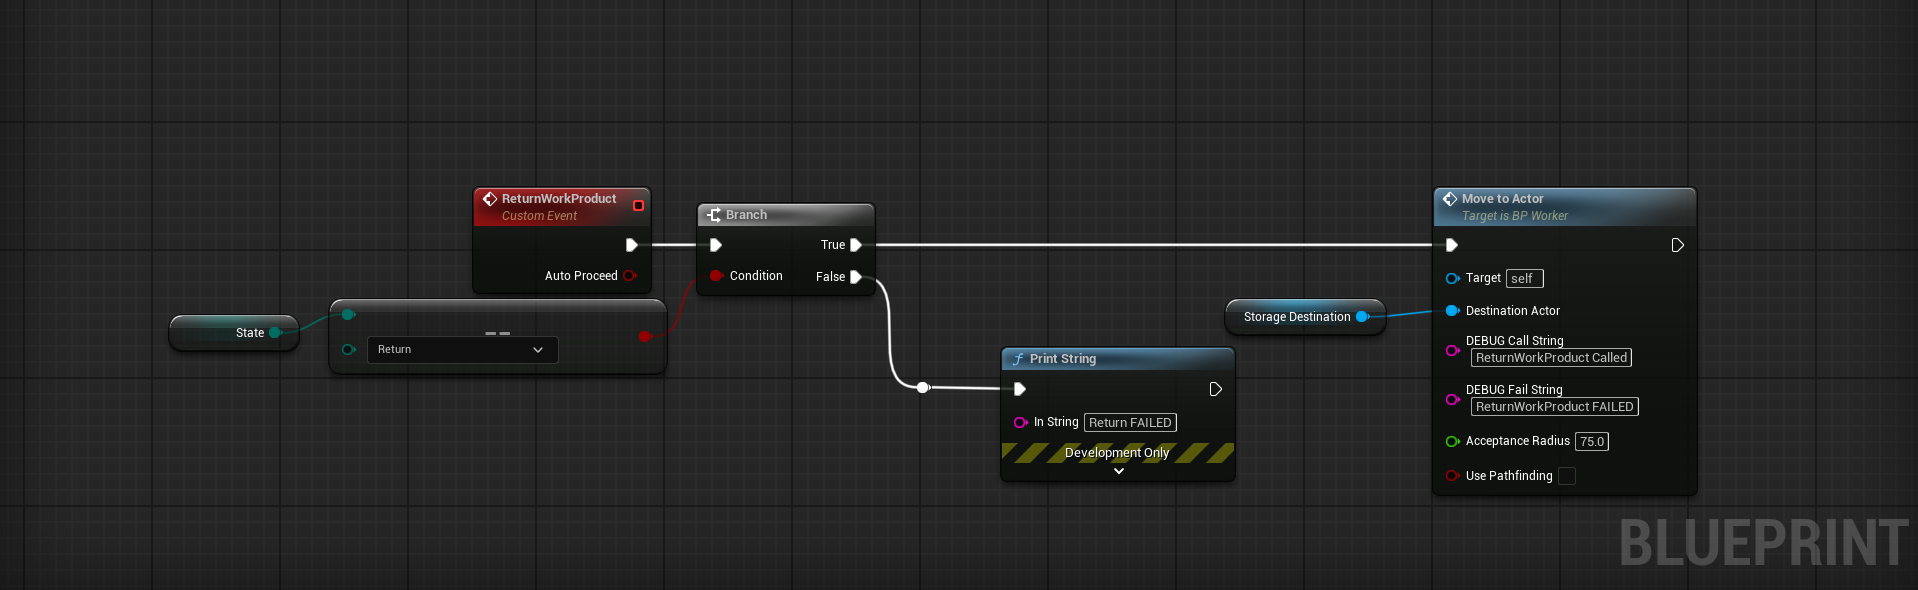 ReturnWorkProduct
Custom Event
Auto Proceed
Branch
True
Condition
False
State
==
Return
Print String
In String Return FAILED
Development Only
Storage Destination
Move to Actor
Target is BP Worker
Target self
Destination Actor
DEBUG Call String
ReturnWorkProduct Called
DEBUG Fail String
ReturnWorkProduct FAILED
Acceptance Radius 75.0
Use Pathfinding
BLUEPRINT